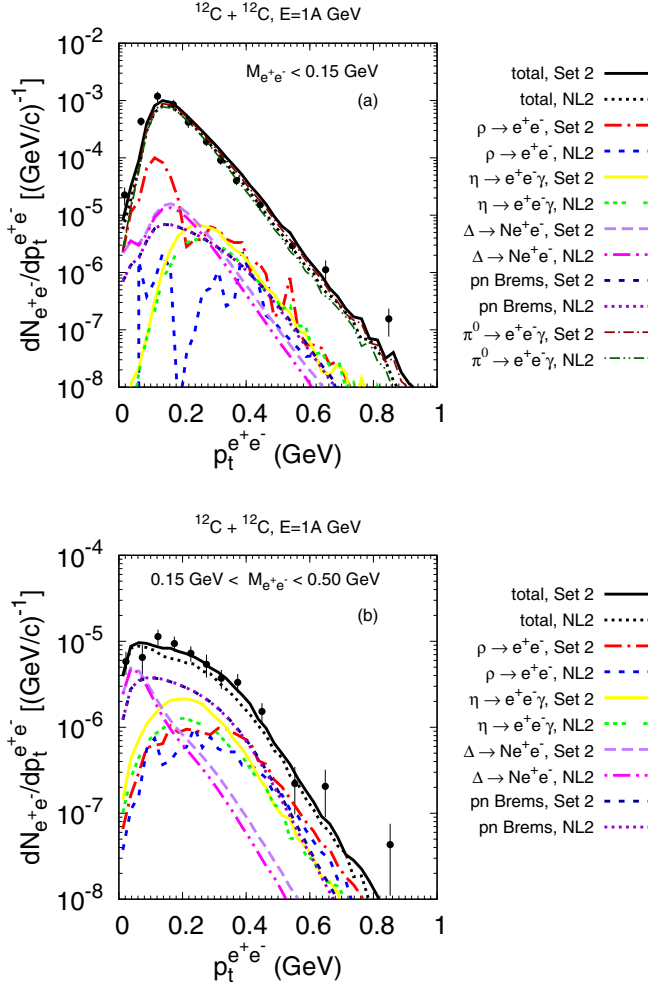 ¹²C + ¹²C, E=1A GeV
M_{e⁺e⁻} < 0.15 GeV
(a)
dN_{e⁺e⁻}/dp_t^{e⁺e⁻} [(GeV/c)⁻¹]
10⁻²
10⁻³
10⁻⁴
10⁻⁵
10⁻⁶
10⁻⁷
10⁻⁸
0 0.2 0.4 0.6 0.8 1
p_t^{e⁺e⁻} (GeV)
total, Set 2
total, NL2
ρ → e⁺e⁻, Set 2
ρ → e⁺e⁻, NL2
η → e⁺e⁻γ, Set 2
η → e⁺e⁻γ, NL2
Δ → Ne⁺e⁻, Set 2
Δ → Ne⁺e⁻, NL2
pn Brems, Set 2
pn Brems, NL2
π⁰ → e⁺e⁻γ, Set 2
π⁰ → e⁺e⁻γ, NL2
¹²C + ¹²C, E=1A GeV
0.15 GeV < M_{e⁺e⁻} < 0.50 GeV
(b)
dN_{e⁺e⁻}/dp_t^{e⁺e⁻} [(GeV/c)⁻¹]
10⁻⁴
10⁻⁵
10⁻⁶
10⁻⁷
10⁻⁸
0 0.2 0.4 0.6 0.8 1
p_t^{e⁺e⁻} (GeV)
total, Set 2
total, NL2
ρ → e⁺e⁻, Set 2
ρ → e⁺e⁻, NL2
η → e⁺e⁻γ, Set 2
η → e⁺e⁻γ, NL2
Δ → Ne⁺e⁻, Set 2
Δ → Ne⁺e⁻, NL2
pn Brems, Set 2
pn Brems, NL2